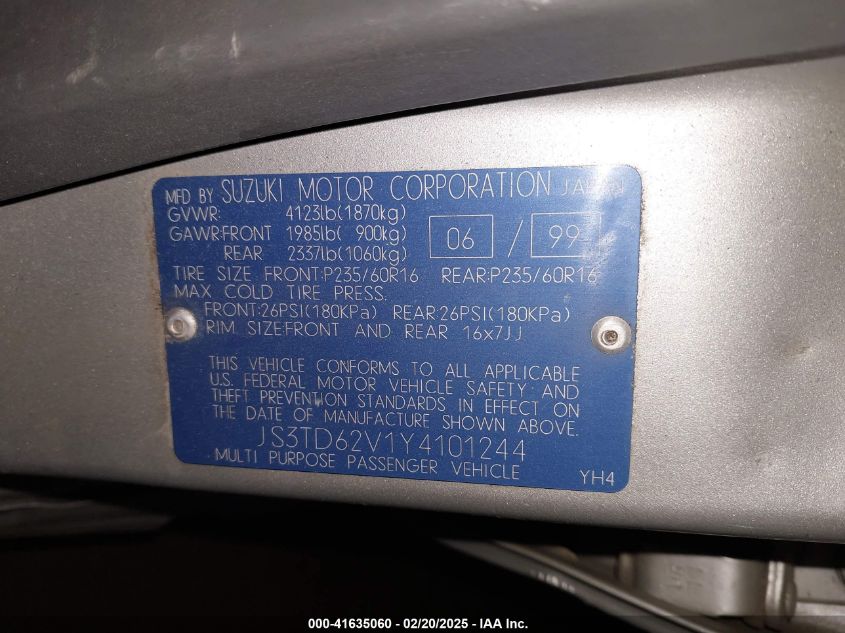 MFD BY SUZUKI MOTOR CORPORATION JAPAN
GVWR: 4123lb(1870kg)
GAWR:FRONT 1985lb( 900kg) 06 / 99
REAR 2337lb(1060kg)
TIRE SIZE FRONT:P235/60R16 REAR:P235/60R16
MAX COLD TIRE PRESS.
FRONT:26PSI(180KPa) REAR:26PSI(180KPa)
RIM SIZE:FRONT AND REAR 16x7JJ
THIS VEHICLE CONFORMS TO ALL APPLICABLE
U.S. FEDERAL MOTOR VEHICLE SAFETY AND
THEFT PREVENTION STANDARDS IN EFFECT ON
THE DATE OF MANUFACTURE SHOWN ABOVE.
JS3TD62V1Y4101244
MULTI PURPOSE PASSENGER VEHICLE
YH4
000-41635060 - 02/20/2025 - IAA Inc.